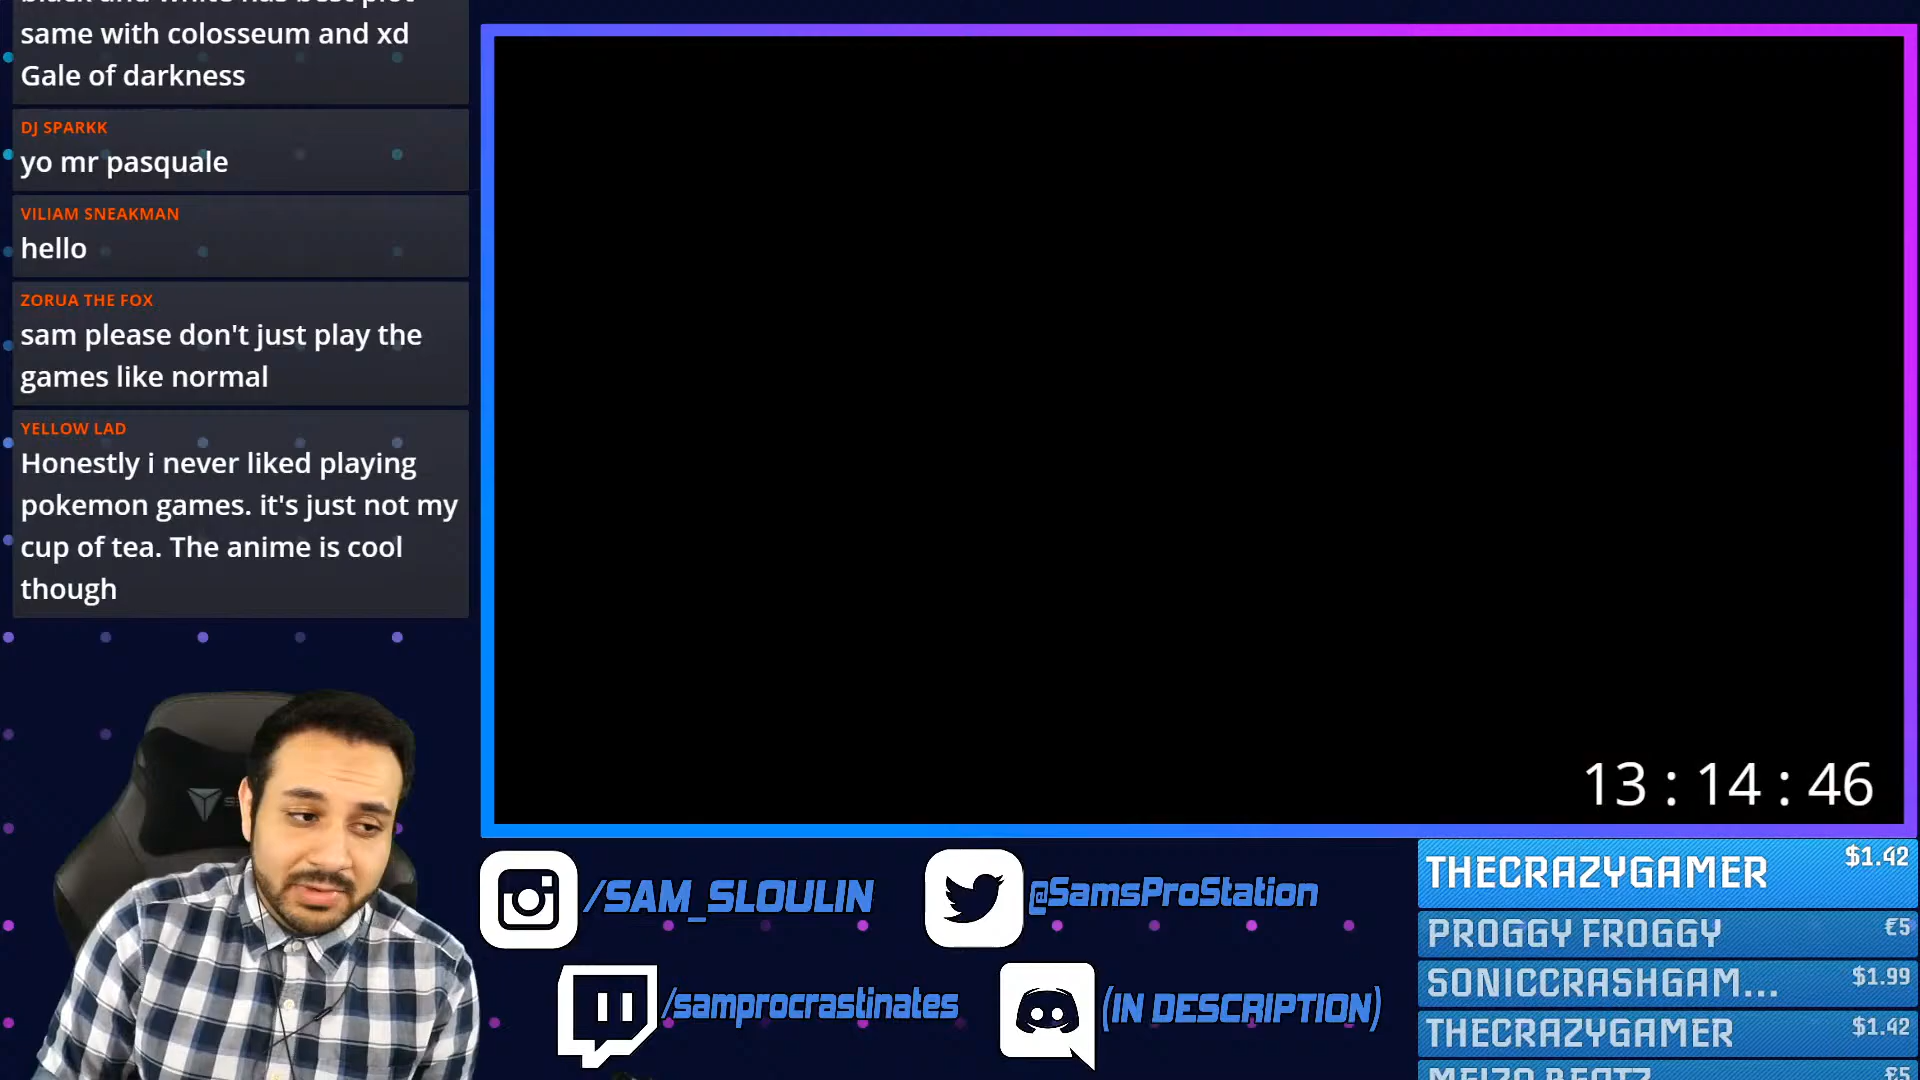 same with colosseum and xd
Gale of darkness
DJ SPARKK
yo mr pasquale
VILIAM SNEAKMAN
hello
ZORUA THE FOX
sam please don't just play the
games like normal
YELLOW LAD
Honestly i never liked playing
pokemon games. it's just not my
cup of tea. The anime is cool
though
13 : 14 : 46
/SAM_SLOULIN
@SamsProStation
/samprocrastinates
(IN DESCRIPTION)
THECRAZYGAMER $1.42
PROGGY FROGGY €5
SONICCRASHGAM... $1.99
THECRAZYGAMER $1.42